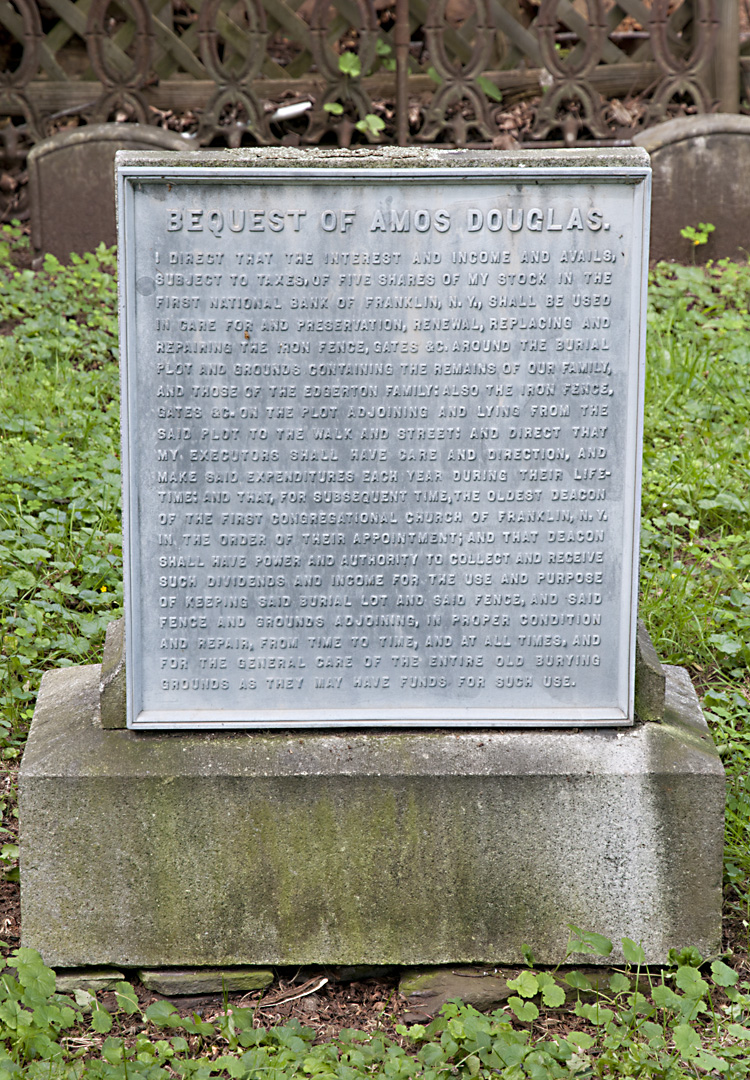 BEQUEST OF AMOS DOUGLAS.
I DIRECT THAT THE INTEREST AND INCOME AND AVAILS,
SUBJECT TO TAXES, OF FIVE SHARES OF MY STOCK IN THE
FIRST NATIONAL BANK OF FRANKLIN, N.Y., SHALL BE USED
IN CARE FOR AND PRESERVATION, RENEWAL, REPLACING AND
REPAIRING THE IRON FENCE, GATES &C. AROUND THE BURIAL
PLOT AND GROUNDS CONTAINING THE REMAINS OF OUR FAMILY,
AND THOSE OF THE EDGERTON FAMILY: ALSO THE IRON FENCE,
GATES &C. ON THE PLOT ADJOINING AND LYING FROM THE
SAID PLOT TO THE WALK AND STREET: AND DIRECT THAT
MY EXECUTORS SHALL HAVE CARE AND DIRECTION, AND
MAKE SAID EXPENDITURES EACH YEAR DURING THEIR LIFE-
TIME: AND THAT, FOR SUBSEQUENT TIME, THE OLDEST DEACON
OF THE FIRST CONGREGATIONAL CHURCH OF FRANKLIN, N.Y.
IN THE ORDER OF THEIR APPOINTMENT; AND THAT DEACON
SHALL HAVE POWER AND AUTHORITY TO COLLECT AND RECEIVE
SUCH DIVIDENDS AND INCOME FOR THE USE AND PURPOSE
OF KEEPING SAID BURIAL LOT AND SAID FENCE, AND SAID
FENCE AND GROUNDS ADJOINING, IN PROPER CONDITION
AND REPAIR, FROM TIME TO TIME, AND AT ALL TIMES, AND
FOR THE GENERAL CARE OF THE ENTIRE OLD BURYING
GROUNDS AS THEY MAY HAVE FUNDS FOR SUCH USE.